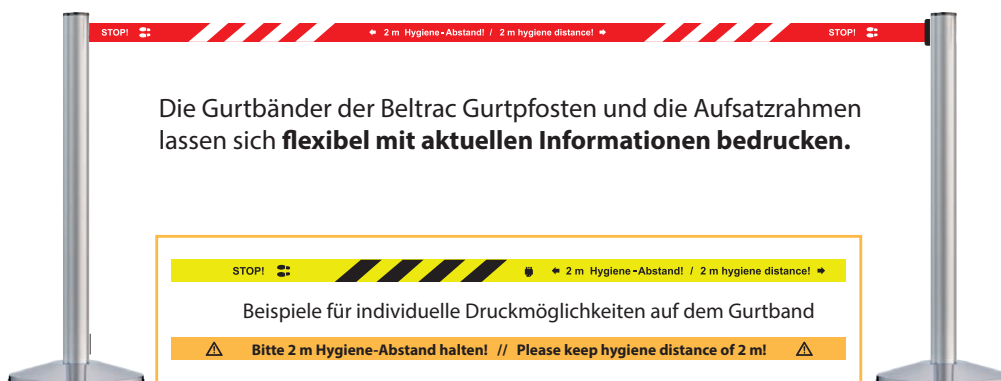 STOP! ← 2 m Hygiene-Abstand! / 2 m hygiene distance! → STOP!
Die Gurtbänder der Beltrac Gurtpfosten und die Aufsatzrahmen
lassen sich flexibel mit aktuellen Informationen bedrucken.
STOP! ← 2 m Hygiene-Abstand! / 2 m hygiene distance! →
Beispiele für individuelle Druckmöglichkeiten auf dem Gurtband
Bitte 2 m Hygiene-Abstand halten! // Please keep hygiene distance of 2 m!